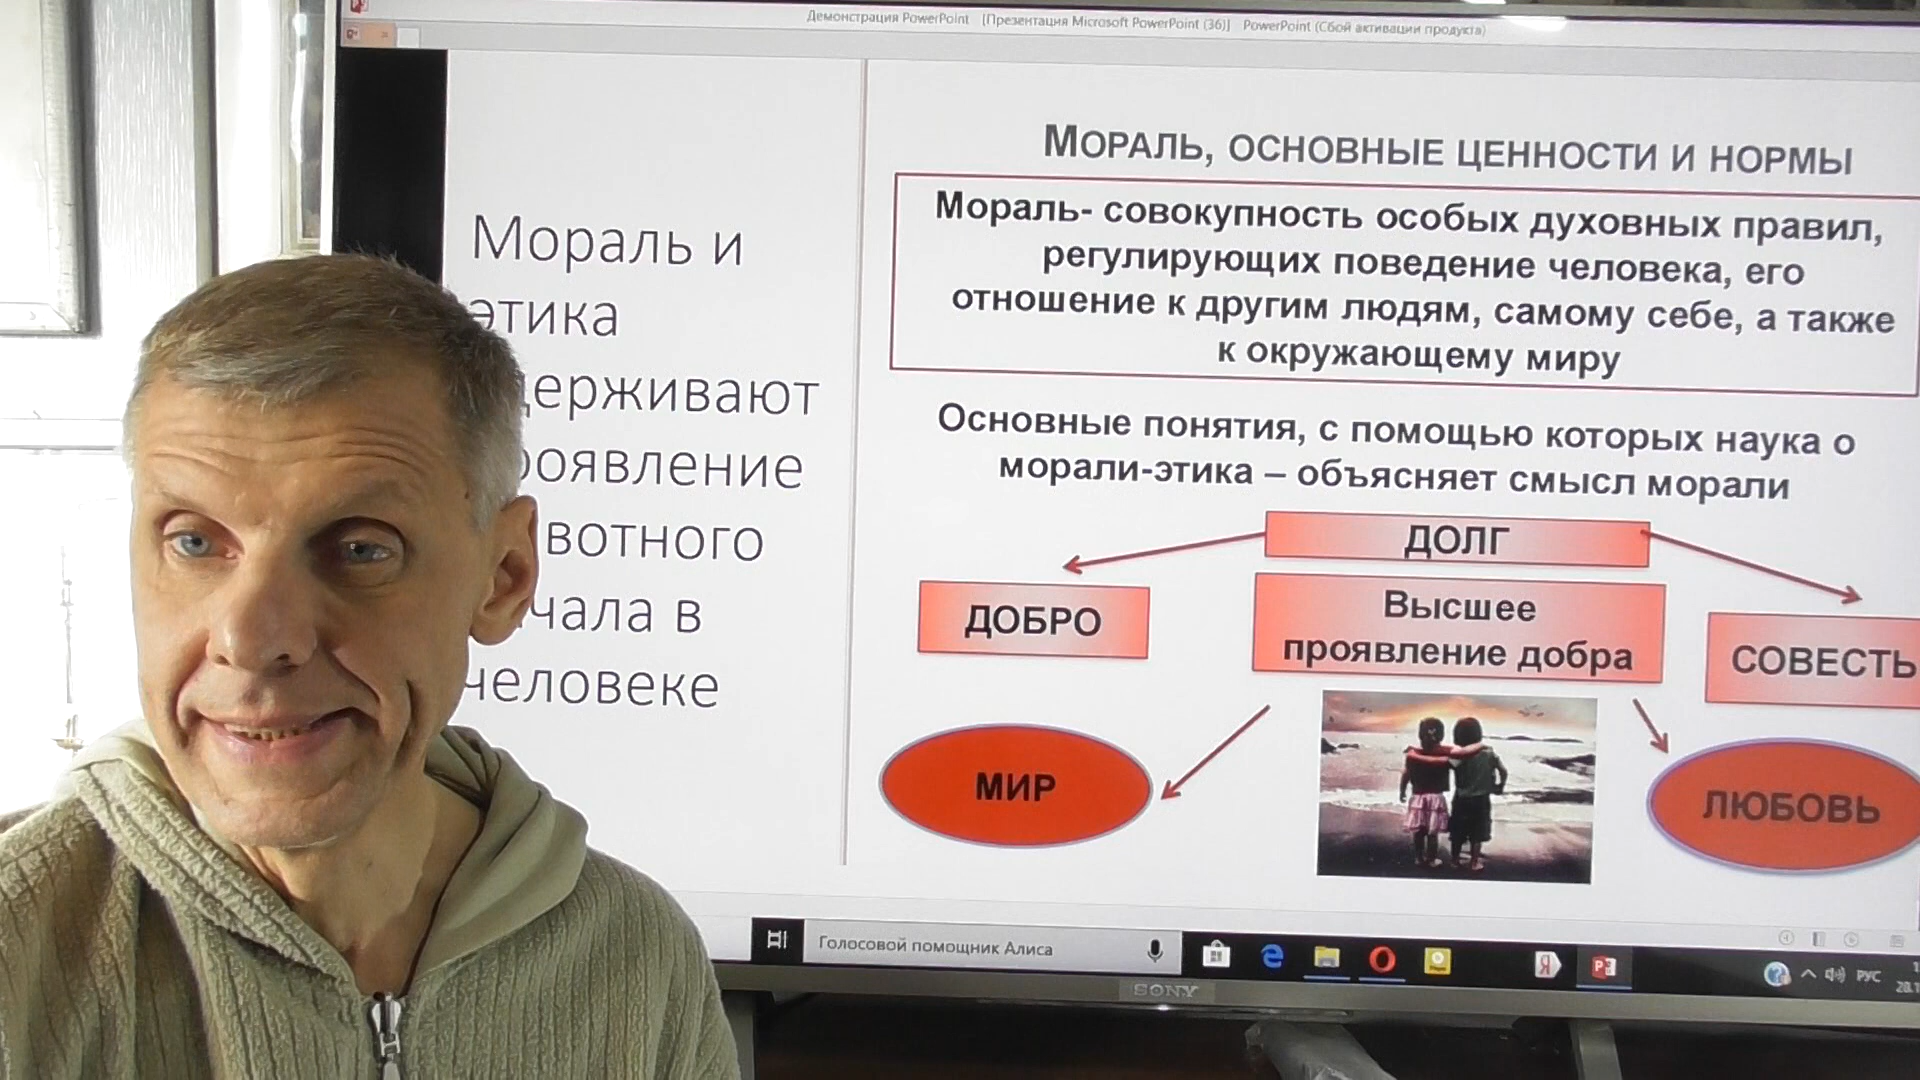 Демонстрация PowerPoint [Презентация Microsoft PowerPoint (36)] PowerPoint (Сбой активации продукта)
Мораль и
этика
держивают
роявление
вотного
чала в
человеке
МОРАЛЬ, ОСНОВНЫЕ ЦЕННОСТИ И НОРМЫ
Мораль- совокупность особых духовных правил,
регулирующих поведение человека, его
отношение к другим людям, самому себе, а также
к окружающему миру
Основные понятия, с помощью которых наука о
морали-этика – объясняет смысл морали
ДОЛГ
ДОБРО
Высшее
проявление добра
СОВЕСТЬ
МИР
ЛЮБОВЬ
Голосовой помощник Алиса
РУС
SONY